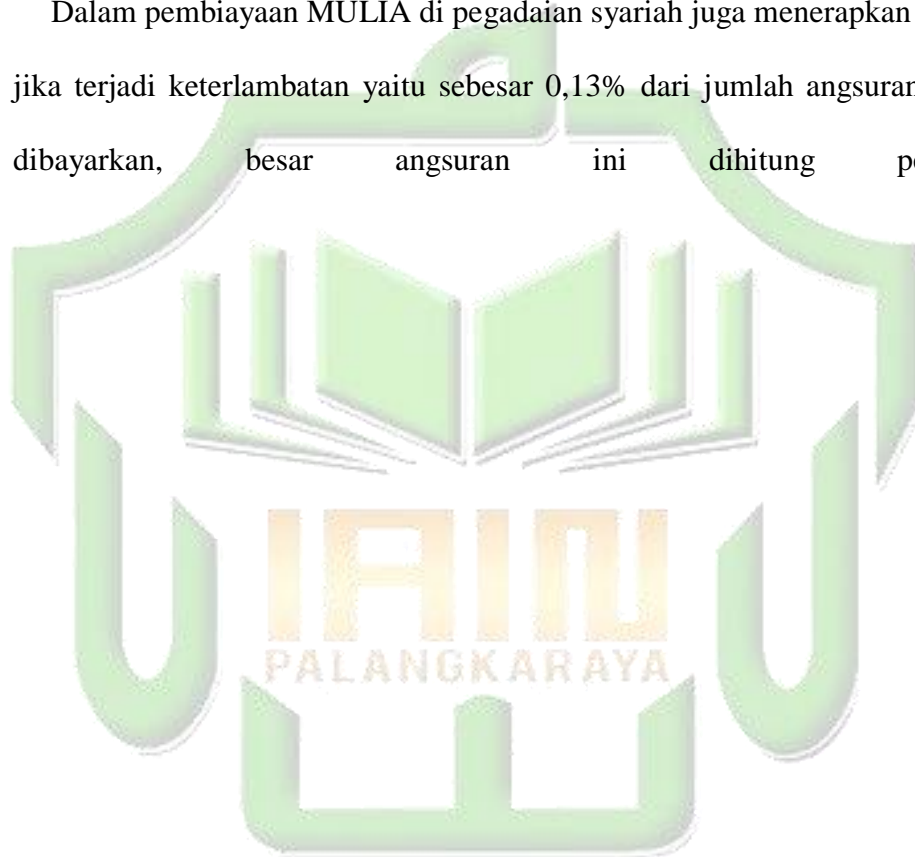 Dalam pembiayaan MULIA di pegadaian syariah juga menerapkan
jika terjadi keterlambatan yaitu sebesar 0,13% dari jumlah angsuran
dibayarkan, besar angsuran ini dihitung
IAIN
PALANGKARAYA